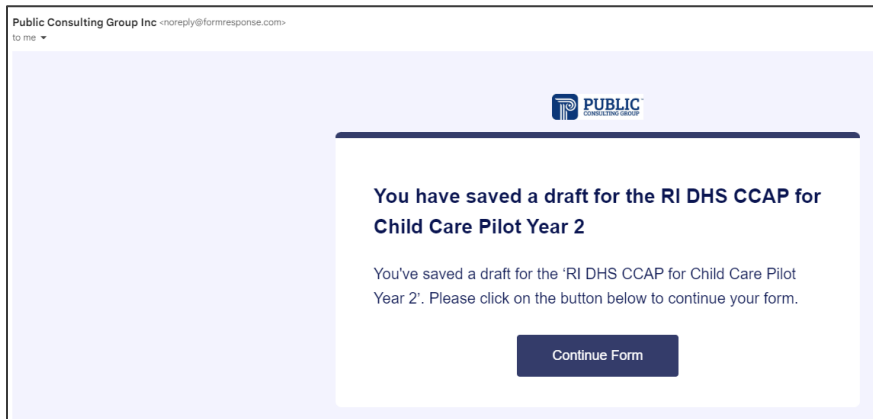 Public Consulting Group Inc <noreply@formresponse.com>
to me
PUBLIC
CONSULTING GROUP
You have saved a draft for the RI DHS CCAP for
Child Care Pilot Year 2
You've saved a draft for the ‘RI DHS CCAP for Child Care Pilot
Year 2’. Please click on the button below to continue your form.
Continue Form